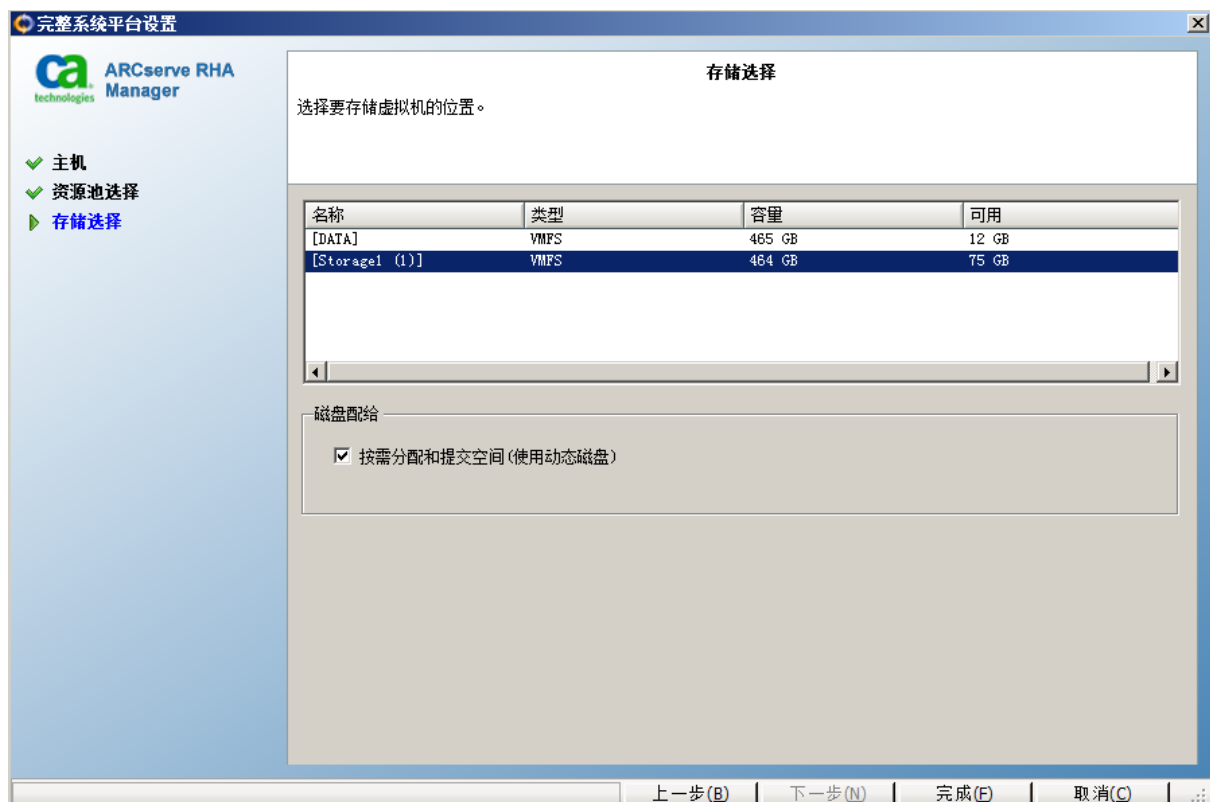 完整系统平台设置
ca
technologies
ARCserve RHA
Manager
主机
资源池选择
存储选择
存储选择
选择要存储虚拟机的位置。
名称 类型 容量 可用
[DATA] VMFS 465 GB 12 GB
[Storage1 (1)] VMFS 464 GB 75 GB
磁盘配给
按需分配和提交空间(使用动态磁盘)
上一步(B) 下一步(N) 完成(F) 取消(C)